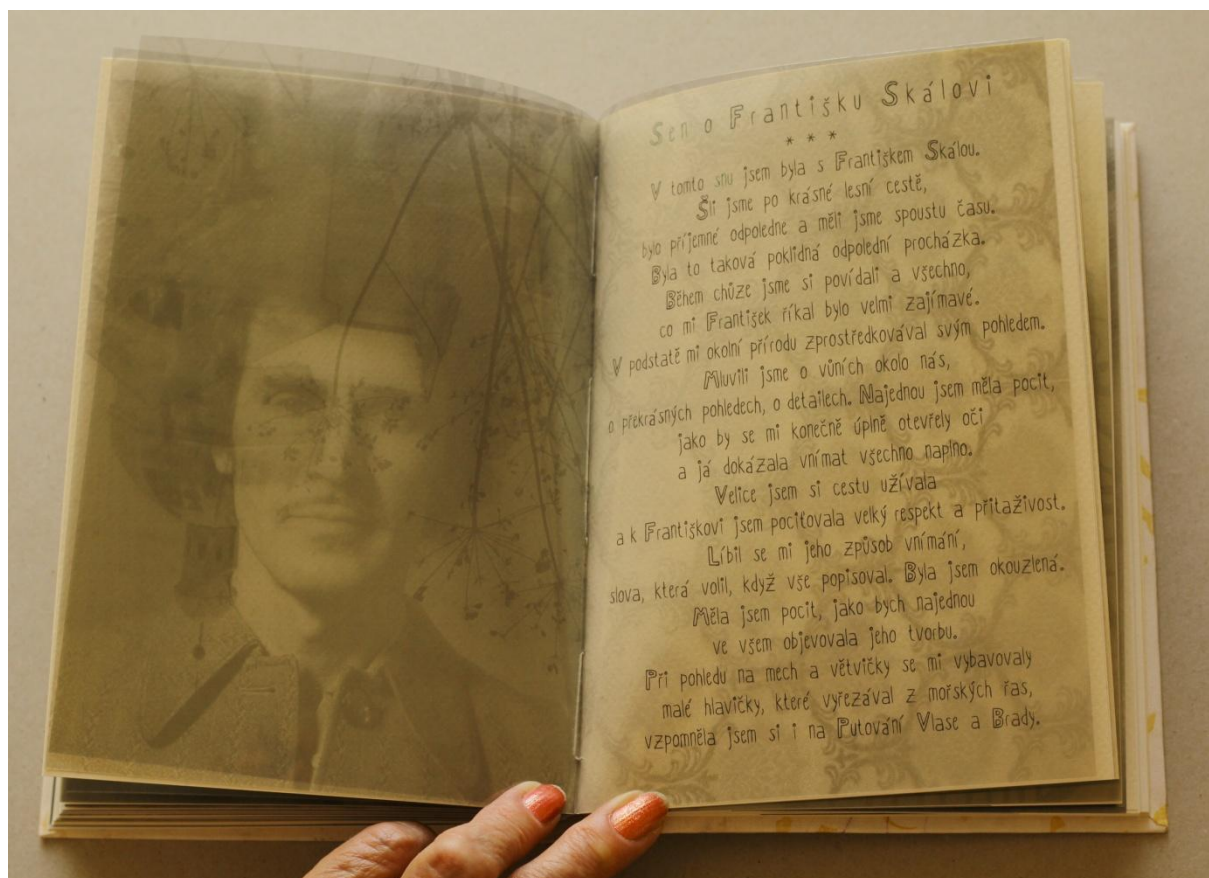 Sen o Františku Skálovi
* * *
V tomto snu jsem byla s Františkem Skálou.
Šli jsme po krásné lesní cestě,
bylo příjemné odpoledne a měli jsme spoustu času.
Byla to taková poklidná odpolední procházka.
Během chůze jsme si povídali a všechno,
co mi František říkal bylo velmi zajímavé.
V podstatě mi okolní přírodu zprostředkovával svým pohledem.
Mluvili jsme o vůních okolo nás,
o překrásných pohledech, o detailech. Najednou jsem měla pocit,
jako by se mi konečně úplně otevřely oči
a já dokázala vnímat všechno naplno.
Velice jsem si cestu užívala
a k Františkovi jsem pociťovala velký respekt a přitaživost.
Líbil se mi jeho způsob vnímání,
slova, která volil, když vše popisoval. Byla jsem okouzlená.
Měla jsem pocit, jako bych najednou
ve všem objevovala jeho tvorbu.
Při pohledu na mech a větvičky se mi vybavovaly
malé hlavičky, které vyřezával z mořských řas,
vzpomněla jsem si i na Putování Vlase a Brady.